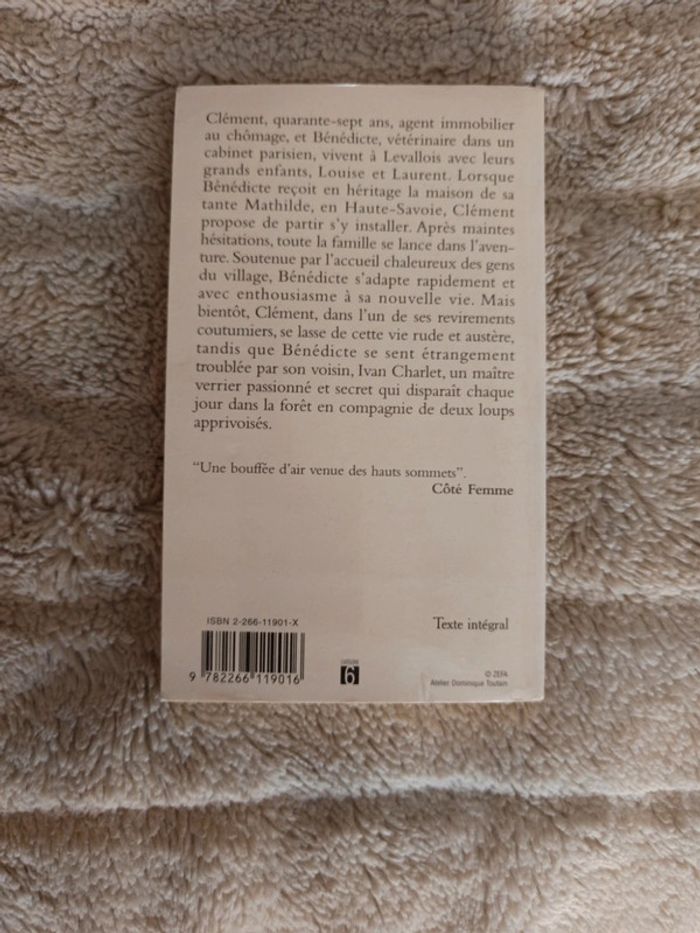 Clément, quarante-sept ans, agent immobilier
au chômage, et Bénédicte, vétérinaire dans un
cabinet parisien, vivent à Levallois avec leurs
grands enfants, Louise et Laurent. Lorsque
Bénédicte reçoit en héritage la maison de sa
tante Mathilde, en Haute-Savoie, Clément
propose de partir s'y installer. Après maintes
hésitations, toute la famille se lance dans l'aven-
ture. Soutenue par l'accueil chaleureux des gens
du village, Bénédicte s'adapte rapidement et
avec enthousiasme à sa nouvelle vie. Mais
bientôt, Clément, dans l'un de ses revirements
coutumiers, se lasse de cette vie rude et austère,
tandis que Bénédicte se sent étrangement
troublée par son voisin, Ivan Charlet, un maître
verrier passionné et secret qui disparaît chaque
jour dans la forêt en compagnie de deux loups
apprivoisés.
“Une bouffée d'air venue des hauts sommets”.
Côté Femme
ISBN 2-266-11901-X
Texte intégral
9 782266 119016
6
© ZEFA
Atelier Dominique Toutain